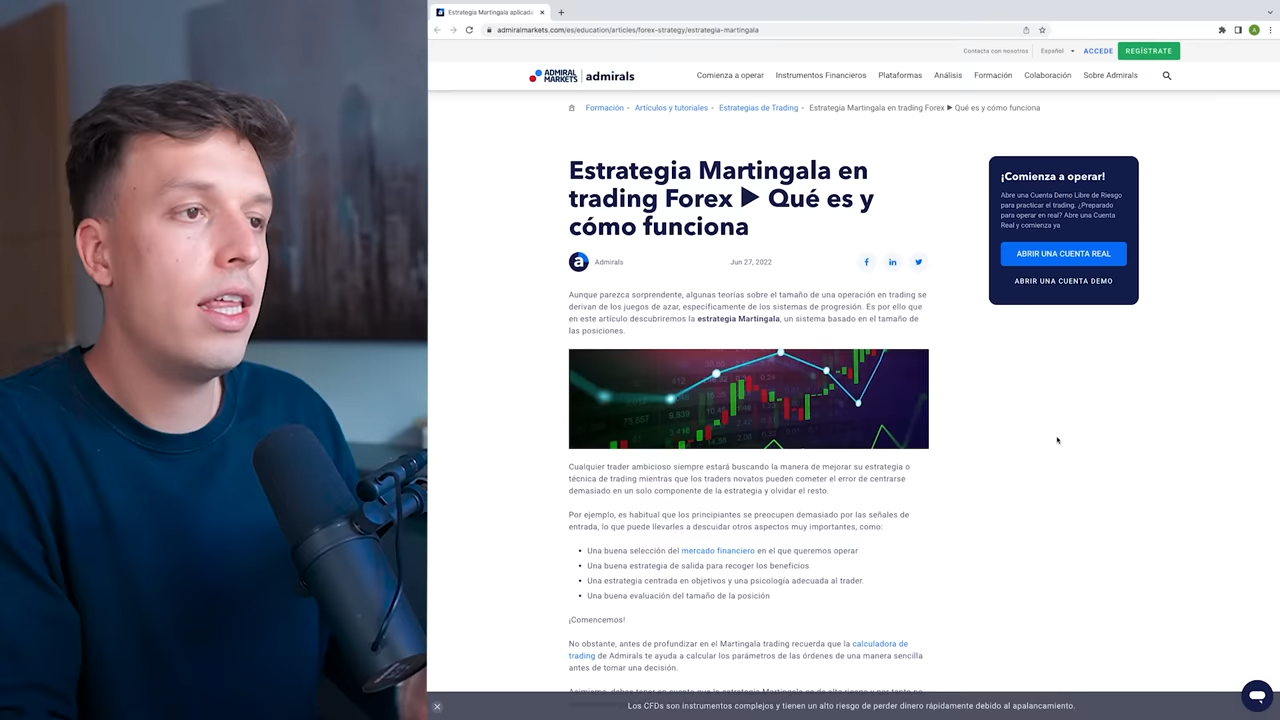 Estrategia Martingala aplicada
admiralmarkets.com/es/education/articles/forex-strategy/estrategia-martingala
A
Contacta con nosotros
Español
ACCEDE
REGÍSTRATE
ADMIRAL MARKETS
admirals
Comienza a operar
Instrumentos Financieros
Plataformas
Análisis
Formación
Colaboración
Sobre Admirals
Formación
Artículos y tutoriales
Estrategias de Trading
Estrategia Martingala en trading Forex ▶ Qué es y cómo funciona
Estrategia Martingala en
trading Forex ▶ Qué es y
cómo funciona
a
Admirals
Jun 27, 2022
¡Comienza a operar!
Abre una Cuenta Demo Libre de Riesgo
para practicar el trading. ¿Preparado
para operar en real? Abre una Cuenta
Real y comienza ya
ABRIR UNA CUENTA REAL
ABRIR UNA CUENTA DEMO
Aunque parezca sorprendente, algunas teorías sobre el tamaño de una operación en trading se
derivan de los juegos de azar, específicamente de los sistemas de progresión. Es por ello que
en este artículo descubriremos la estrategia Martingala, un sistema basado en el tamaño de
las posiciones.
Cualquier trader ambicioso siempre estará buscando la manera de mejorar su estrategia o
técnica de trading mientras que los traders novatos pueden cometer el error de centrarse
demasiado en un solo componente de la estrategia y olvidar el resto.
Por ejemplo, es habitual que los principiantes se preocupen demasiado por las señales de
entrada, lo que puede llevarles a descuidar otros aspectos muy importantes, como:
Una buena selección del mercado financiero en el que queremos operar
Una buena estrategia de salida para recoger los beneficios
Una estrategia centrada en objetivos y una psicología adecuada al trader.
Una buena evaluación del tamaño de la posición
¡Comencemos!
No obstante, antes de profundizar en el Martingala trading recuerda que la calculadora de
trading de Admirals te ayuda a calcular los parámetros de las órdenes de una manera sencilla
antes de tomar una decisión.
Los CFDs son instrumentos complejos y tienen un alto riesgo de perder dinero rápidamente debido al apalancamiento.